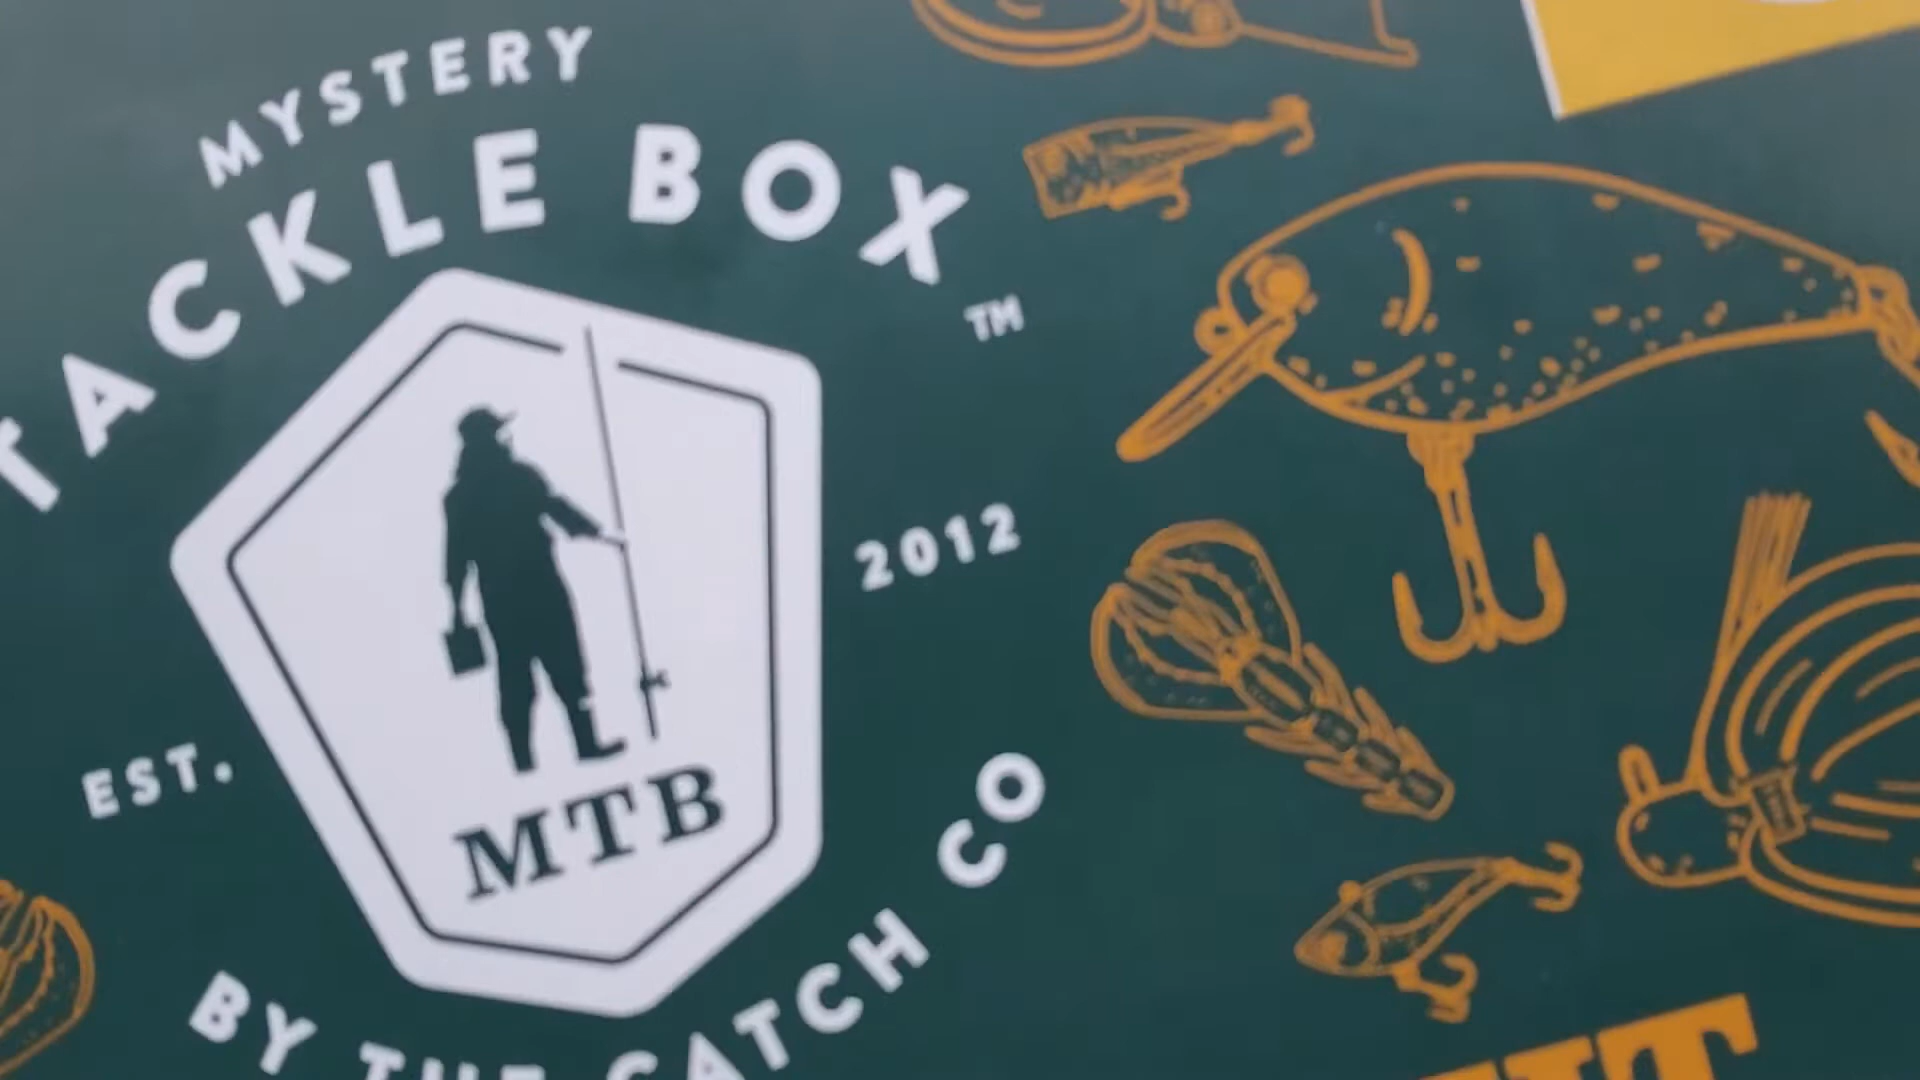 MYSTERY
TACKLE BOX
TM
EST. 2012
MTB
BY THE CATCH CO